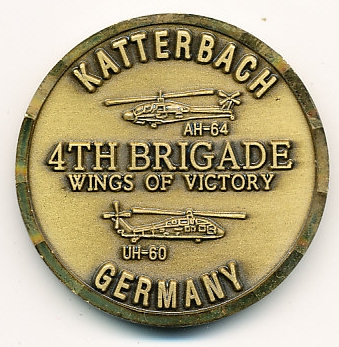 KATTERBACH
AH-64
4TH BRIGADE
WINGS OF VICTORY
UH-60
GERMANY